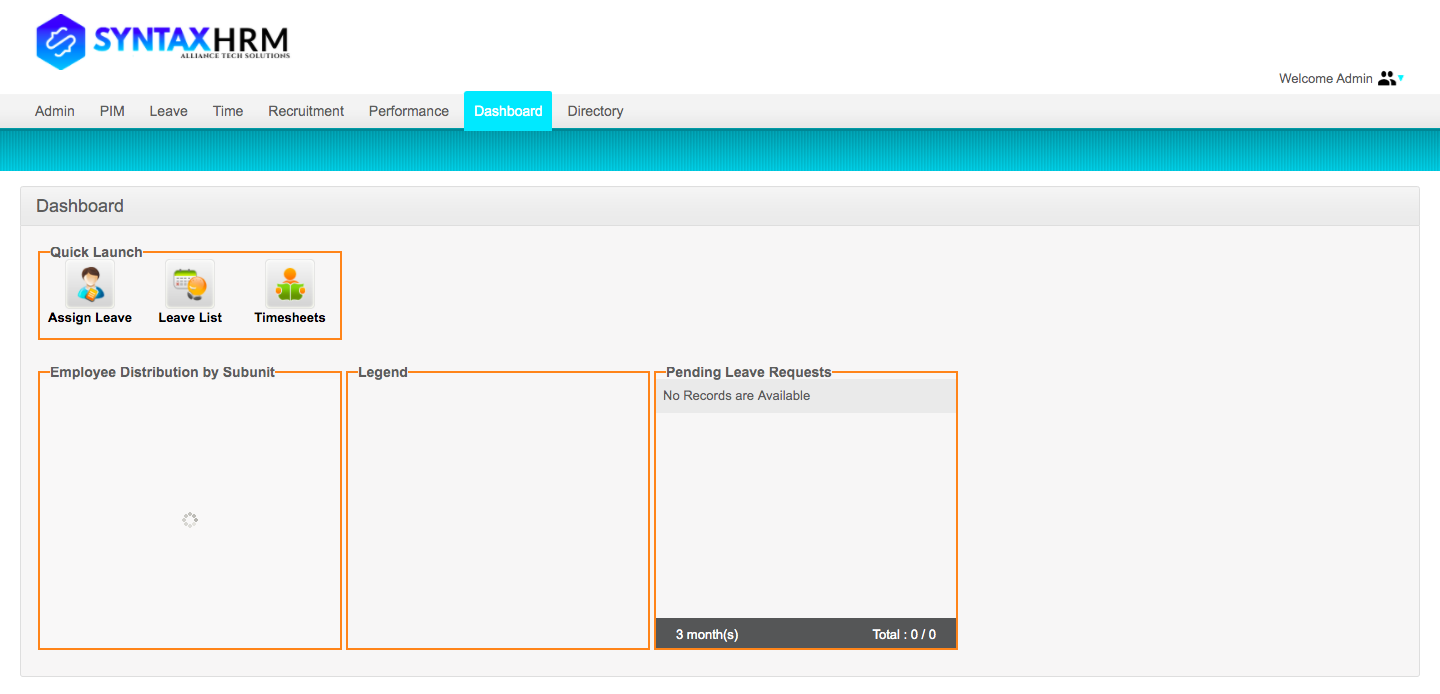 SYNTAXHRM
ALLIANCE TECH SOLUTIONS
Welcome Admin
Admin PIM Leave Time Recruitment Performance Dashboard Directory
Dashboard
Quick Launch
Assign Leave Leave List Timesheets
Employee Distribution by Subunit Legend Pending Leave Requests
No Records are Available
3 month(s) Total : 0 / 0